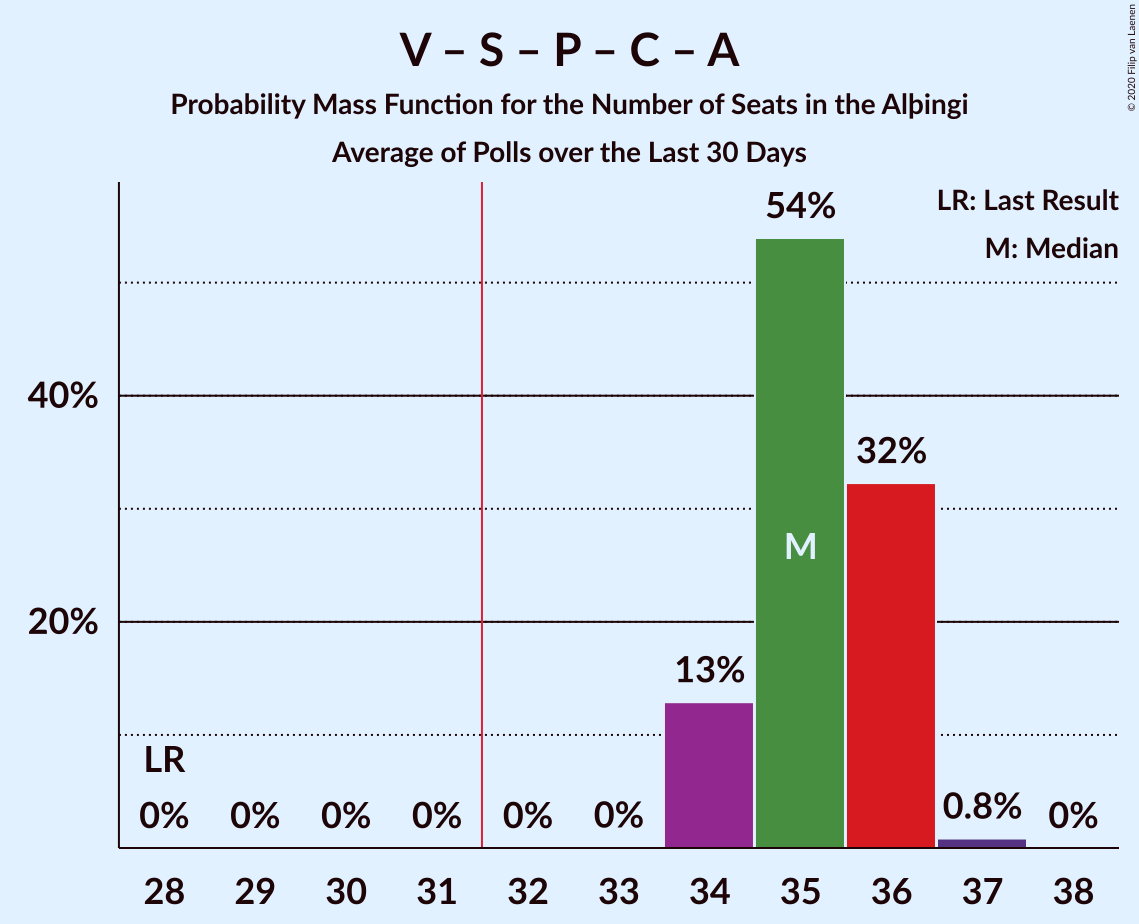 V – S – P – C – A
Probability Mass Function for the Number of Seats in the Alþingi
Average of Polls over the Last 30 Days
© 2020 Filip van Laenen
LR: Last Result
M: Median
54%
40%
32%
M
20%
13%
LR
0% 0% 0% 0% 0% 0% 0.8% 0%
28 29 30 31 32 33 34 35 36 37 38